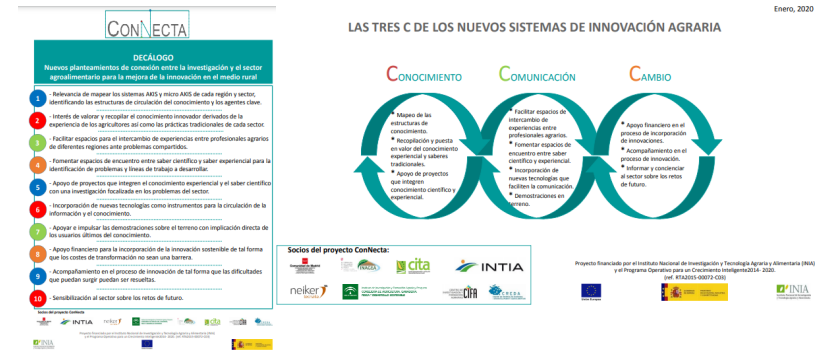 CONNECTA
DECÁLOGO
Nuevos planteamientos de conexión entre la investigación y el sector
agroalimentario para la mejora de la innovación en el medio rural
1 - Relevancia de mapear los sistemas AKIS y micro AKIS de cada región y sector,
identificando las estructuras de circulación del conocimiento y los agentes clave.
2 - Interés de valorar y recopilar el conocimiento innovador derivados de la
experiencia de los agricultores así como las prácticas tradicionales de cada sector.
3 - Facilitar espacios para el intercambio de experiencias entre profesionales agrarios
de diferentes regiones ante problemas compartidos.
4 - Fomentar espacios de encuentro entre saber científico y saber experiencial para la
identificación de problemas y líneas de trabajo a desarrollar.
5 - Apoyo de proyectos que integren el conocimiento experiencial y el saber científico
con una investigación focalizada en los problemas del sector.
6 - Incorporación de nuevas tecnologías como instrumentos para la circulación de la
información y el conocimiento.
7 - Apoyar e impulsar las demostraciones sobre el terreno con implicación directa de
los usuarios últimos del conocimiento.
8 - Apoyo financiero para la incorporación de la innovación sostenible de tal forma
que los costes de transformación no sean una barrera.
9 - Acompañamiento en el proceso de innovación de tal forma que las dificultades
que puedan surgir puedan ser resueltas.
10 - Sensibilización al sector sobre los retos de futuro.
Socios del proyecto ConNecta
INTIA
neiker
cita
INIA
Enero, 2020
LAS TRES C DE LOS NUEVOS SISTEMAS DE INNOVACIÓN AGRARIA
CONOCIMIENTO
* Mapeo de las
estructuras de
conocimiento.
* Recopilación y puesta
en valor del conocimiento
experiencial y saberes
tradicionales.
* Apoyo de proyectos
que integren
conocimiento científico y
experiencial.
COMUNICACIÓN
* Facilitar espacios de
intercambio de
experiencias entre
profesionales agrarios.
* Fomentar espacios de
encuentro entre saber
científico y experiencial.
* Incorporación de
nuevas tecnologías que
faciliten la comunicación.
* Demostraciones en
terreno.
CAMBIO
* Apoyo financiero en el
proceso de incorporación
de innovaciones.
* Acompañamiento en el
proceso de innovación.
* Informar y concienciar
al sector sobre los retos
de futuro.
Socios del proyecto ConNecta:
Comunidad de Madrid
cita
INTIA
neiker
CIFA
CREDA
Proyecto financiado por el Instituto Nacional de Investigación y Tecnología Agraria y Alimentaria (INIA)
y el Programa Operativo para un Crecimiento Inteligente2014- 2020.
(ref. RTA2015-00072-C03)
INIA